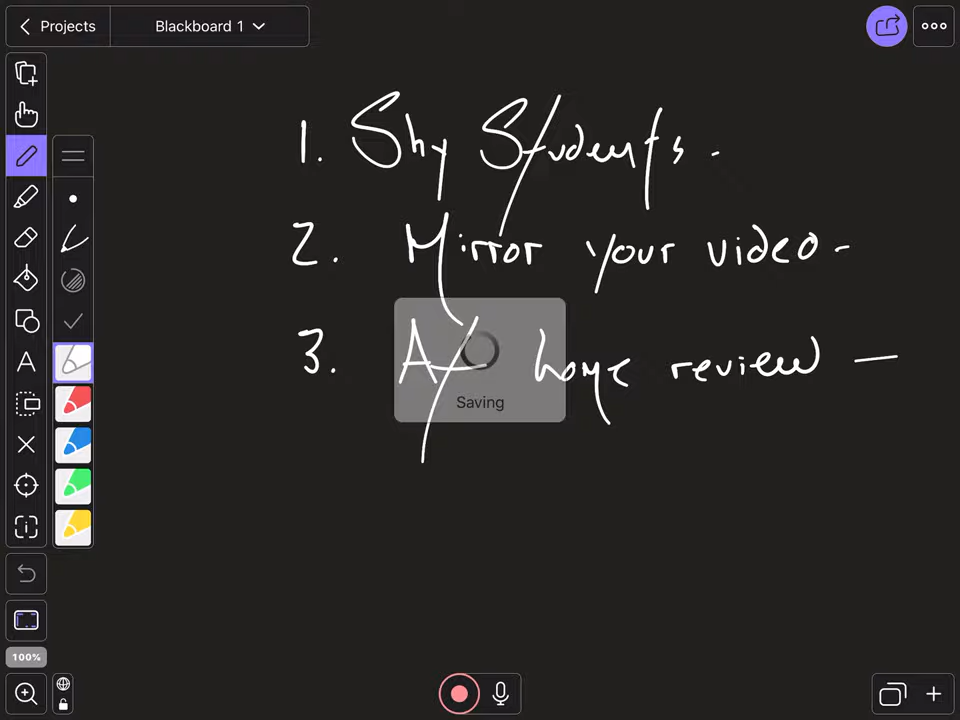 Projects
Blackboard 1
1. Shy Students.
2. Mirror your video-
3. At home review —
Saving
A
100%